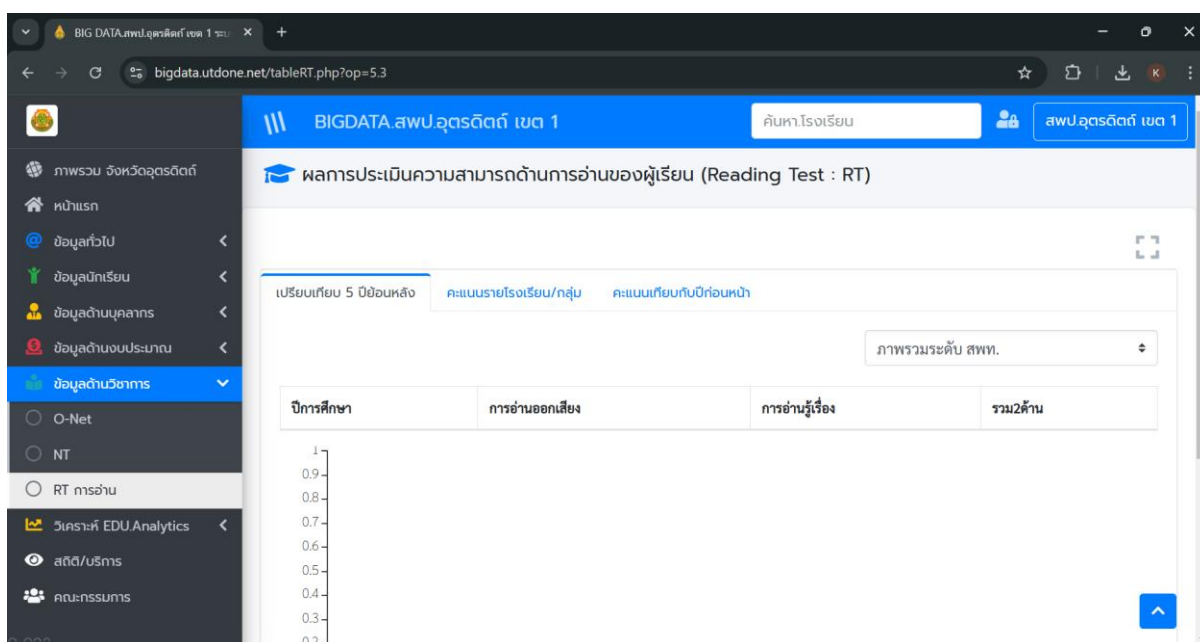 BIG DATA.สพป.อุตรดิตถ์ เขต 1 ระบ
bigdata.utdone.net/tableRT.php?op=5.3
K
BIGDATA.สพป.อุตรดิตถ์ เขต 1
ค้นหาโรงเรียน
สพป.อุตรดิตถ์ เขต 1
ภาพรวม จังหวัดอุตรดิตถ์
หน้าแรก
ข้อมูลทั่วไป
ข้อมูลนักเรียน
ข้อมูลด้านบุคลากร
ข้อมูลด้านงบประมาณ
ข้อมูลด้านวิชาการ
O-Net
NT
RT การอ่าน
วิเคราะห์ EDU.Analytics
สถิติ/บริการ
คณะกรรมการ
ผลการประเมินความสามารถด้านการอ่านของผู้เรียน (Reading Test : RT)
เปรียบเทียบ 5 ปีย้อนหลัง คะแนนรายโรงเรียน/กลุ่ม คะแนนเทียบกับปีก่อนหน้า
ภาพรวมระดับ สพท.
ปีการศึกษา การอ่านออกเสียง การอ่านรู้เรื่อง รวม2ด้าน
1
0.9
0.8
0.7
0.6
0.5
0.4
0.3
0.2